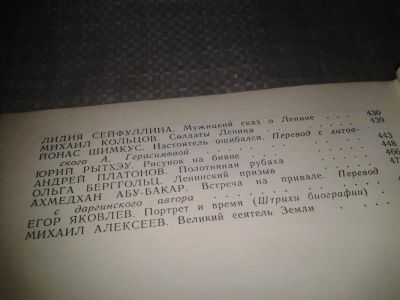 ЛИДИЯ СЕЙФУЛЛИНА. Мужицкий сказ о Ленине . 430
МИХАИЛ КОЛЬЦОВ. Солдаты Ленина . . . 439
ЙОНАС ШИМКУС. Настоятель ошибался. Перевод с литов-
ского А. Герасимовой . . . . . . 443
ЮРИЙ РЫТХЭУ. Рисунок на бивне . . . . 448
АНДРЕЙ ПЛАТОНОВ. Полотняная рубаха . . .
ОЛЬГА БЕРГГОЛЬЦ. Ленинский призыв . . . 466
АХМЕДХАН АБУ-БАКАР. Встреча на привале. Перевод
с даргинского автора . . . . . .
ЕГОР ЯКОВЛЕВ. Портрет и время (Штрихи биографии) . .
МИХАИЛ АЛЕКСЕЕВ. Великий сеятель Земли . . .